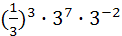 (1/3)³ · 3⁷ · 3⁻²